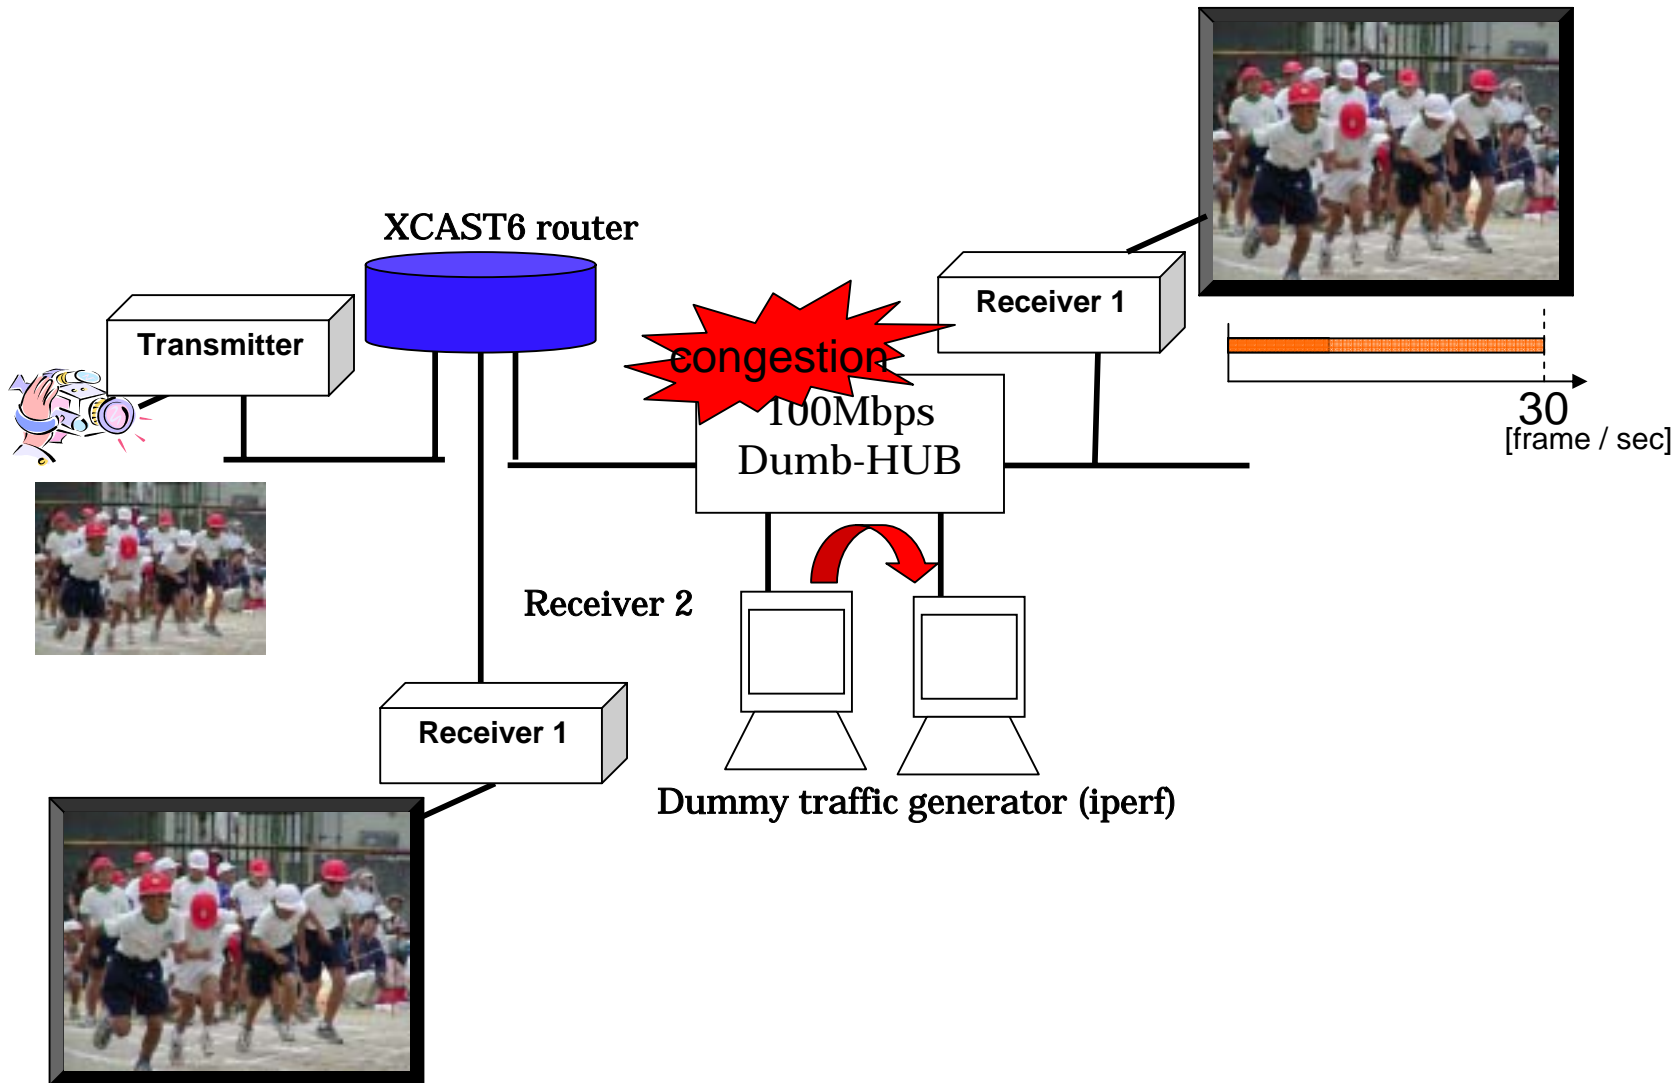 XCAST6 router
Transmitter
congestion
Receiver 1
100Mbps
Dumb-HUB
30
[frame / sec]
Receiver 2
Receiver 1
Dummy traffic generator (iperf)